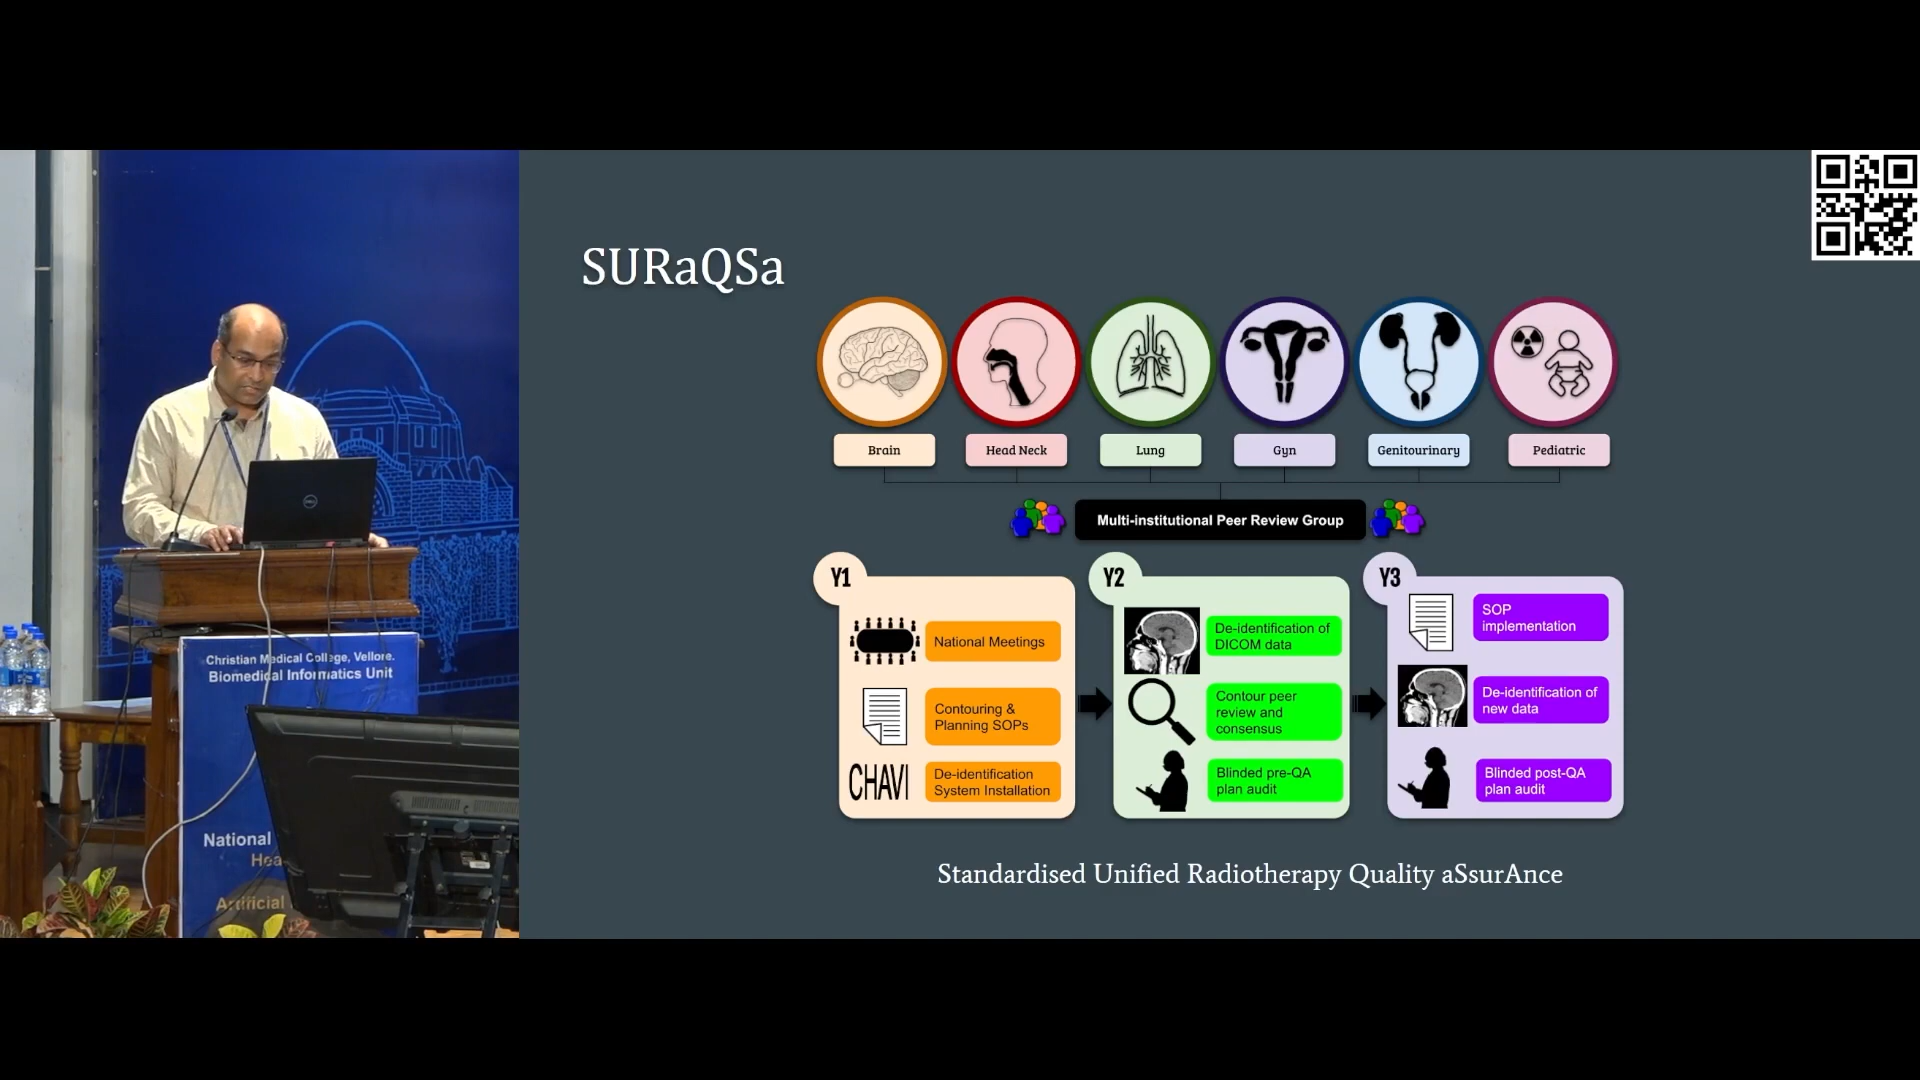 SURaQSa
Brain
Head Neck
Lung
Gyn
Genitourinary
Pediatric
Multi-institutional Peer Review Group
Y1
National Meetings
Contouring &
Planning SOPs
CHAVI
De-identification
System Installation
Y2
De-identification of
DICOM data
Contour peer
review and
consensus
Blinded pre-QA
plan audit
Y3
SOP
implementation
De-identification of
new data
Blinded post-QA
plan audit
Standardised Unified Radiotherapy Quality aSsurAnce
Christian Medical College, Vellore.
Biomedical Informatics Unit
National
Artificial
DELL